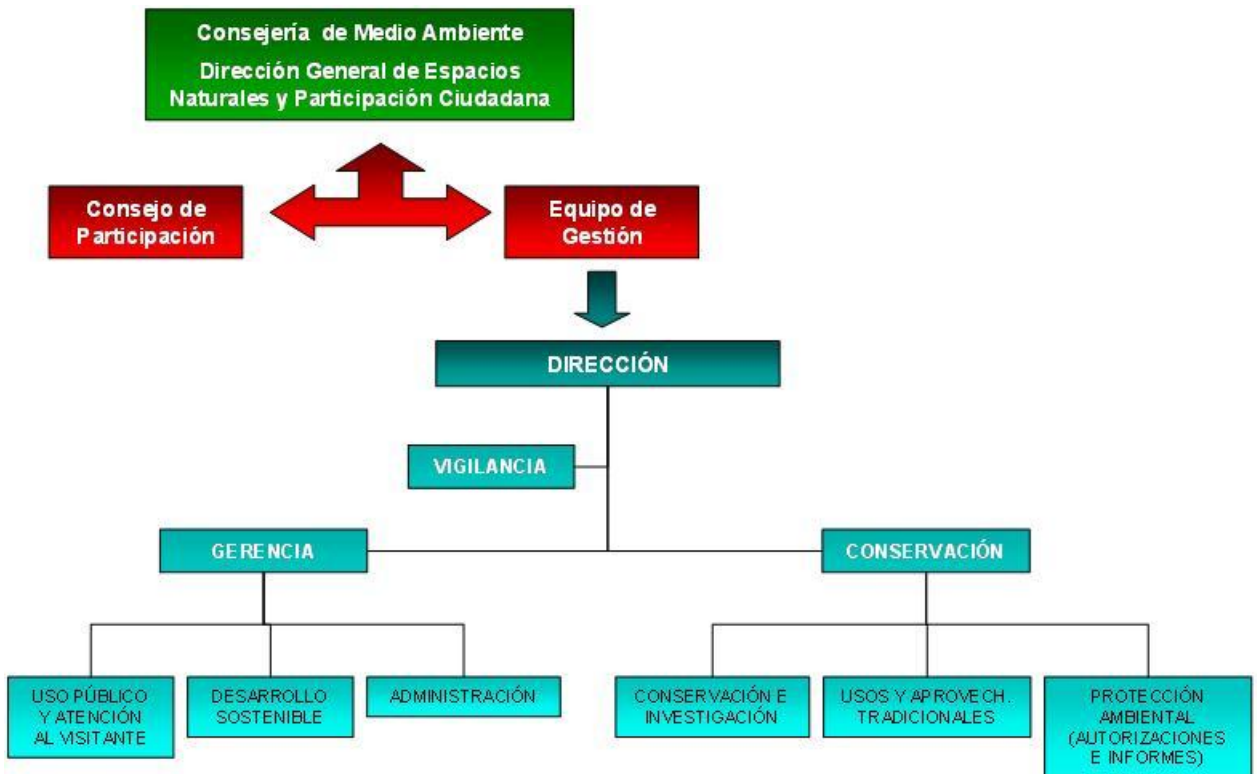 Consejería de Medio Ambiente
Dirección General de Espacios
Naturales y Participación Ciudadana
Consejo de
Participación
Equipo de
Gestión
DIRECCIÓN
VIGILANCIA
GERENCIA
CONSERVACIÓN
USO PÚBLICO
Y ATENCIÓN
AL VISITANTE
DESARROLLO
SOSTENIBLE
ADMINISTRACIÓN
CONSERVACIÓN E
INVESTIGACIÓN
USOS Y APROVECH.
TRADICIONALES
PROTECCIÓN
AMBIENTAL
(AUTORIZACIONES
E INFORMES)